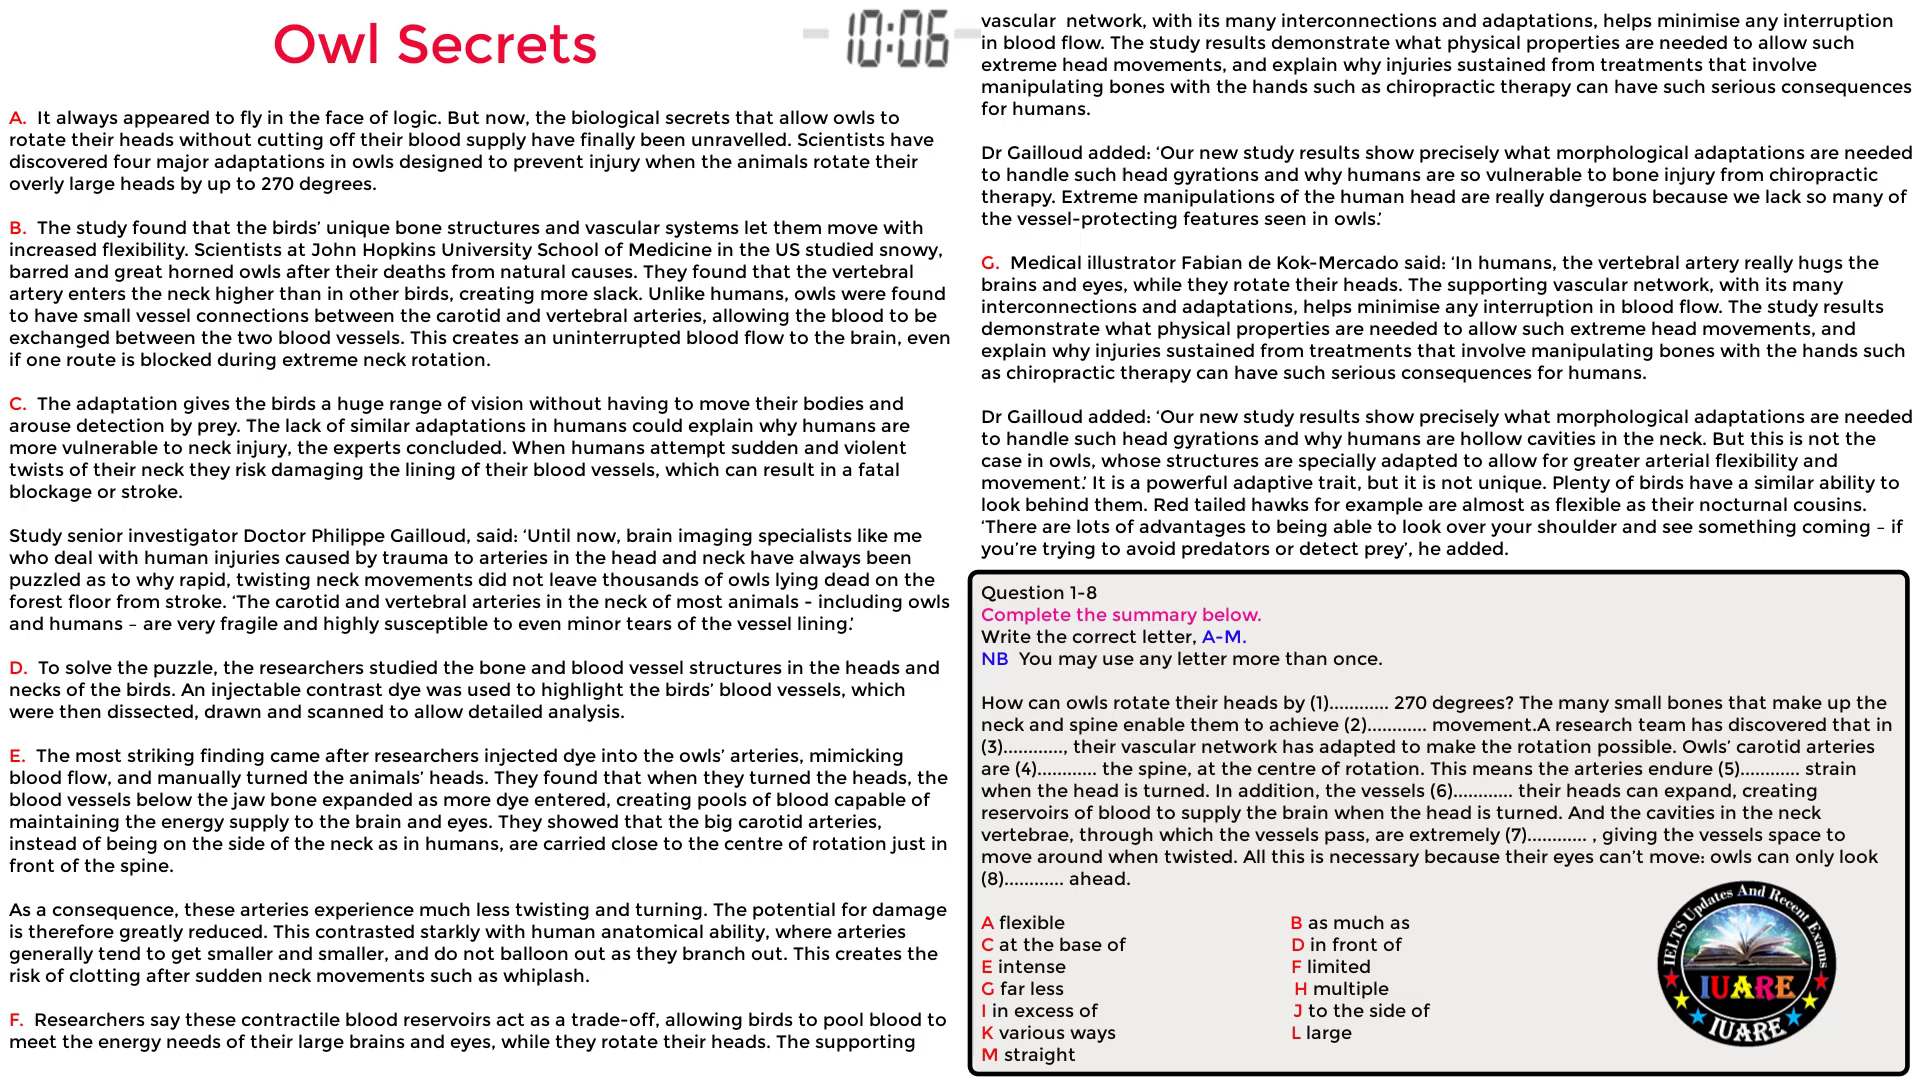 Owl Secrets
10:06
A. It always appeared to fly in the face of logic. But now, the biological secrets that allow owls to
rotate their heads without cutting off their blood supply have finally been unravelled. Scientists have
discovered four major adaptations in owls designed to prevent injury when the animals rotate their
overly large heads by up to 270 degrees.
B. The study found that the birds’ unique bone structures and vascular systems let them move with
increased flexibility. Scientists at John Hopkins University School of Medicine in the US studied snowy,
barred and great horned owls after their deaths from natural causes. They found that the vertebral
artery enters the neck higher than in other birds, creating more slack. Unlike humans, owls were found
to have small vessel connections between the carotid and vertebral arteries, allowing the blood to be
exchanged between the two blood vessels. This creates an uninterrupted blood flow to the brain, even
if one route is blocked during extreme neck rotation.
C. The adaptation gives the birds a huge range of vision without having to move their bodies and
arouse detection by prey. The lack of similar adaptations in humans could explain why humans are
more vulnerable to neck injury, the experts concluded. When humans attempt sudden and violent
twists of their neck they risk damaging the lining of their blood vessels, which can result in a fatal
blockage or stroke.
Study senior investigator Doctor Philippe Gailloud, said: ‘Until now, brain imaging specialists like me
who deal with human injuries caused by trauma to arteries in the head and neck have always been
puzzled as to why rapid, twisting neck movements did not leave thousands of owls lying dead on the
forest floor from stroke. ‘The carotid and vertebral arteries in the neck of most animals - including owls
and humans – are very fragile and highly susceptible to even minor tears of the vessel lining.’
D. To solve the puzzle, the researchers studied the bone and blood vessel structures in the heads and
necks of the birds. An injectable contrast dye was used to highlight the birds’ blood vessels, which
were then dissected, drawn and scanned to allow detailed analysis.
E. The most striking finding came after researchers injected dye into the owls’ arteries, mimicking
blood flow, and manually turned the animals’ heads. They found that when they turned the heads, the
blood vessels below the jaw bone expanded as more dye entered, creating pools of blood capable of
maintaining the energy supply to the brain and eyes. They showed that the big carotid arteries,
instead of being on the side of the neck as in humans, are carried close to the centre of rotation just in
front of the spine.
As a consequence, these arteries experience much less twisting and turning. The potential for damage
is therefore greatly reduced. This contrasted starkly with human anatomical ability, where arteries
generally tend to get smaller and smaller, and do not balloon out as they branch out. This creates the
risk of clotting after sudden neck movements such as whiplash.
F. Researchers say these contractile blood reservoirs act as a trade-off, allowing birds to pool blood to
meet the energy needs of their large brains and eyes, while they rotate their heads. The supporting
vascular network, with its many interconnections and adaptations, helps minimise any interruption
in blood flow. The study results demonstrate what physical properties are needed to allow such
extreme head movements, and explain why injuries sustained from treatments that involve
manipulating bones with the hands such as chiropractic therapy can have such serious consequences
for humans.
Dr Gailloud added: ‘Our new study results show precisely what morphological adaptations are needed
to handle such head gyrations and why humans are so vulnerable to bone injury from chiropractic
therapy. Extreme manipulations of the human head are really dangerous because we lack so many of
the vessel-protecting features seen in owls.’
G. Medical illustrator Fabian de Kok-Mercado said: ‘In humans, the vertebral artery really hugs the
brains and eyes, while they rotate their heads. The supporting vascular network, with its many
interconnections and adaptations, helps minimise any interruption in blood flow. The study results
demonstrate what physical properties are needed to allow such extreme head movements, and
explain why injuries sustained from treatments that involve manipulating bones with the hands such
as chiropractic therapy can have such serious consequences for humans.
Dr Gailloud added: ‘Our new study results show precisely what morphological adaptations are needed
to handle such head gyrations and why humans are hollow cavities in the neck. But this is not the
case in owls, whose structures are specially adapted to allow for greater arterial flexibility and
movement.’ It is a powerful adaptive trait, but it is not unique. Plenty of birds have a similar ability to
look behind them. Red tailed hawks for example are almost as flexible as their nocturnal cousins.
‘There are lots of advantages to being able to look over your shoulder and see something coming – if
you’re trying to avoid predators or detect prey’, he added.
Question 1-8
Complete the summary below.
Write the correct letter, A-M.
NB You may use any letter more than once.
How can owls rotate their heads by (1)............ 270 degrees? The many small bones that make up the
neck and spine enable them to achieve (2)............ movement.A research team has discovered that in
(3)............, their vascular network has adapted to make the rotation possible. Owls’ carotid arteries
are (4)............ the spine, at the centre of rotation. This means the arteries endure (5)............ strain
when the head is turned. In addition, the vessels (6)............ their heads can expand, creating
reservoirs of blood to supply the brain when the head is turned. And the cavities in the neck
vertebrae, through which the vessels pass, are extremely (7)............ , giving the vessels space to
move around when twisted. All this is necessary because their eyes can’t move: owls can only look
(8)............ ahead.
A flexible B as much as
C at the base of D in front of
E intense F limited
G far less H multiple
I in excess of J to the side of
K various ways L large
M straight
IELTS Updates And Recent Exams
IUARE
IUARE